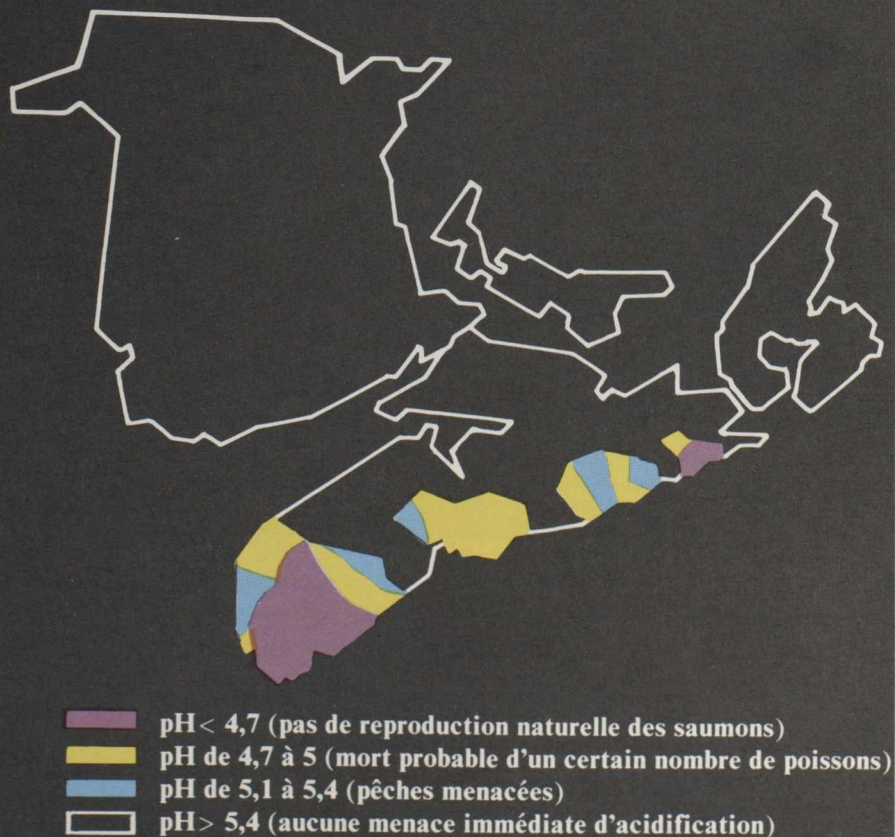 pH < 4,7 (pas de reproduction naturelle des saumons)
pH de 4,7 à 5 (mort probable d'un certain nombre de poissons)
pH de 5,1 à 5,4 (pêches menacées)
pH > 5,4 (aucune menace immédiate d'acidification)